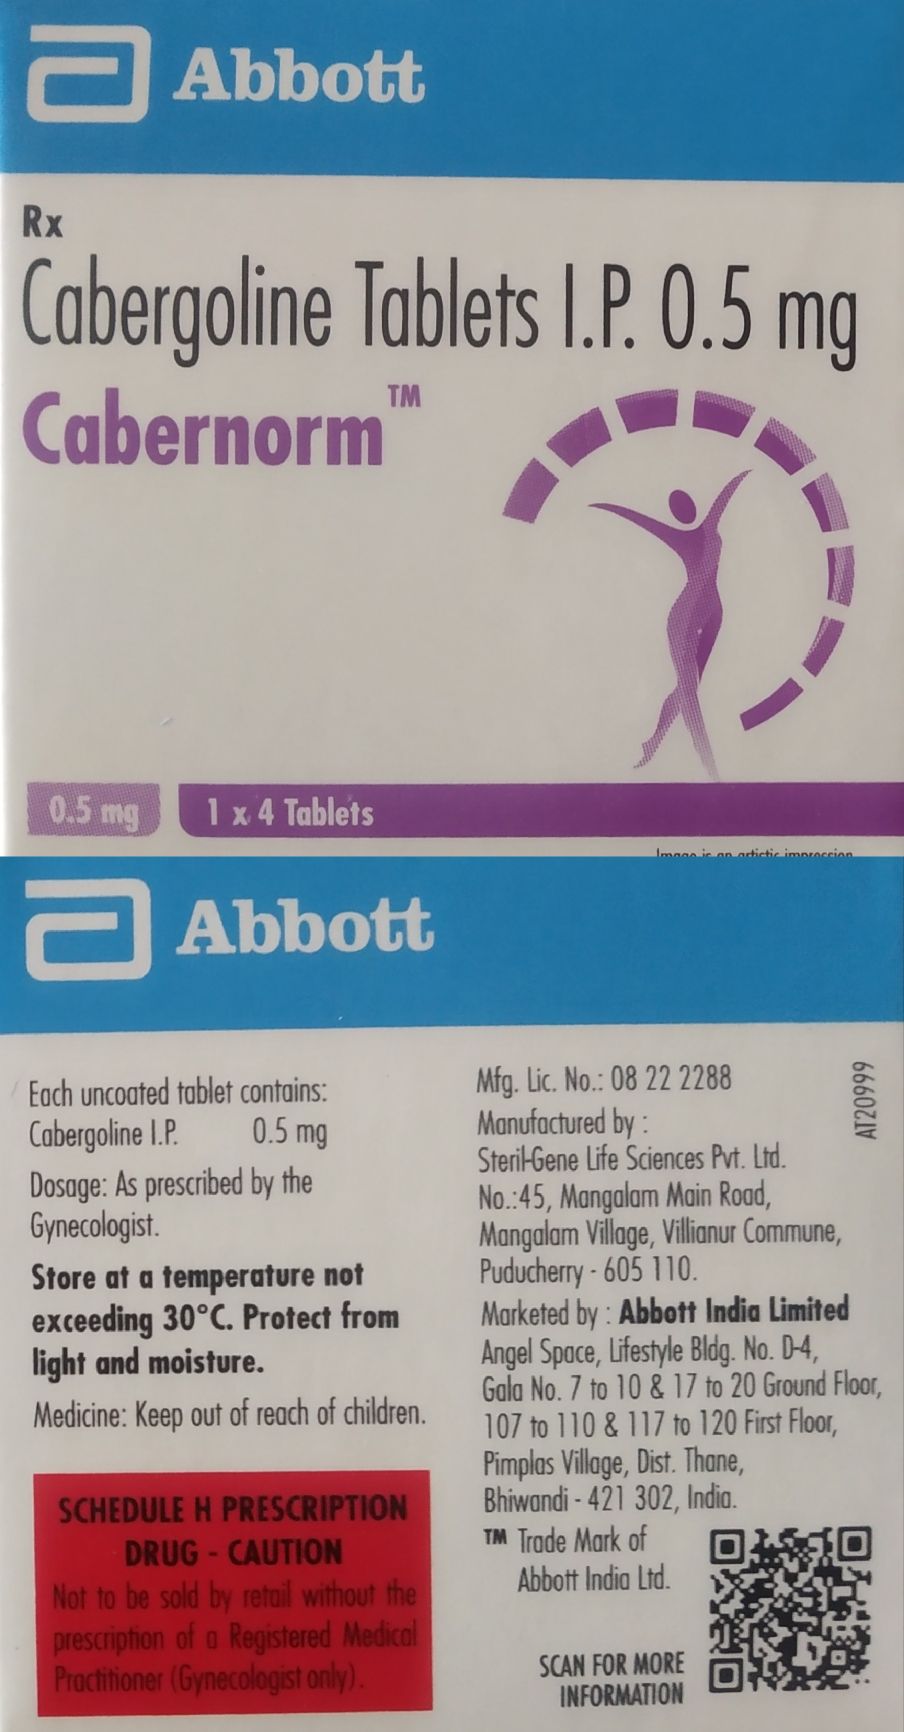 Abbott
Rx
Cabergoline Tablets I.P. 0.5 mg
Cabernorm™
0.5 mg
1 x 4 Tablets
Image is an artistic impression
Abbott
Each uncoated tablet contains:
Cabergoline I.P. 0.5 mg
Dosage: As prescribed by the
Gynecologist.
Store at a temperature not
exceeding 30°C. Protect from
light and moisture.
Medicine: Keep out of reach of children.
SCHEDULE H PRESCRIPTION
DRUG - CAUTION
Not to be sold by retail without the
prescription of a Registered Medical
Practitioner (Gynecologist only).
Mfg. Lic. No.: 08 22 2288
Manufactured by :
Steril-Gene Life Sciences Pvt. Ltd.
No.:45, Mangalam Main Road,
Mangalam Village, Villianur Commune,
Puducherry - 605 110.
Marketed by : Abbott India Limited
Angel Space, Lifestyle Bldg. No. D-4,
Gala No. 7 to 10 & 17 to 20 Ground Floor,
107 to 110 & 117 to 120 First Floor,
Pimplas Village, Dist. Thane,
Bhiwandi - 421 302, India.
™ Trade Mark of
Abbott India Ltd.
SCAN FOR MORE
INFORMATION
AT20999